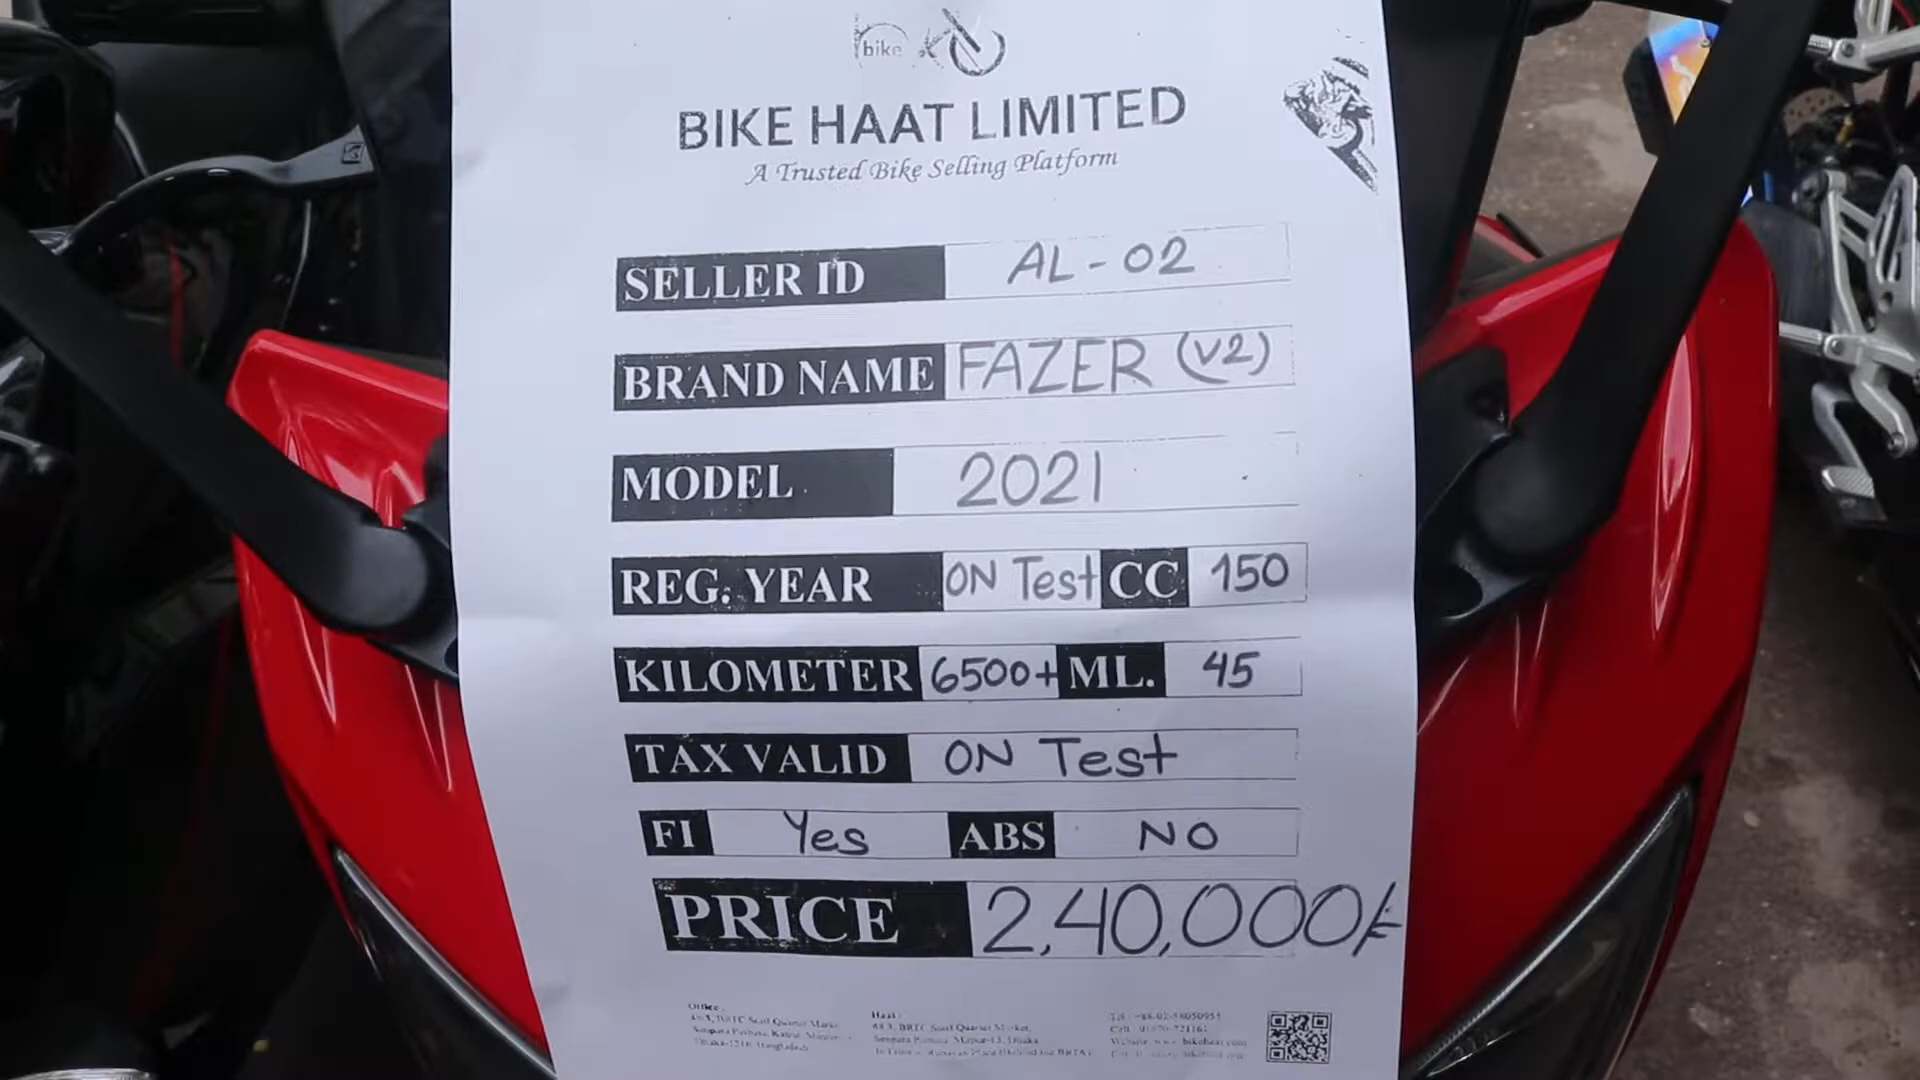 bike
BIKE HAAT LIMITED
A Trusted Bike Selling Platform
SELLER ID AL-02
BRAND NAME FAZER (V2)
MODEL 2021
REG. YEAR ON Test CC 150
KILOMETER 6500+ ML. 45
TAX VALID ON Test
FI Yes ABS NO
PRICE 2,40,000/=
Office :
Haat :